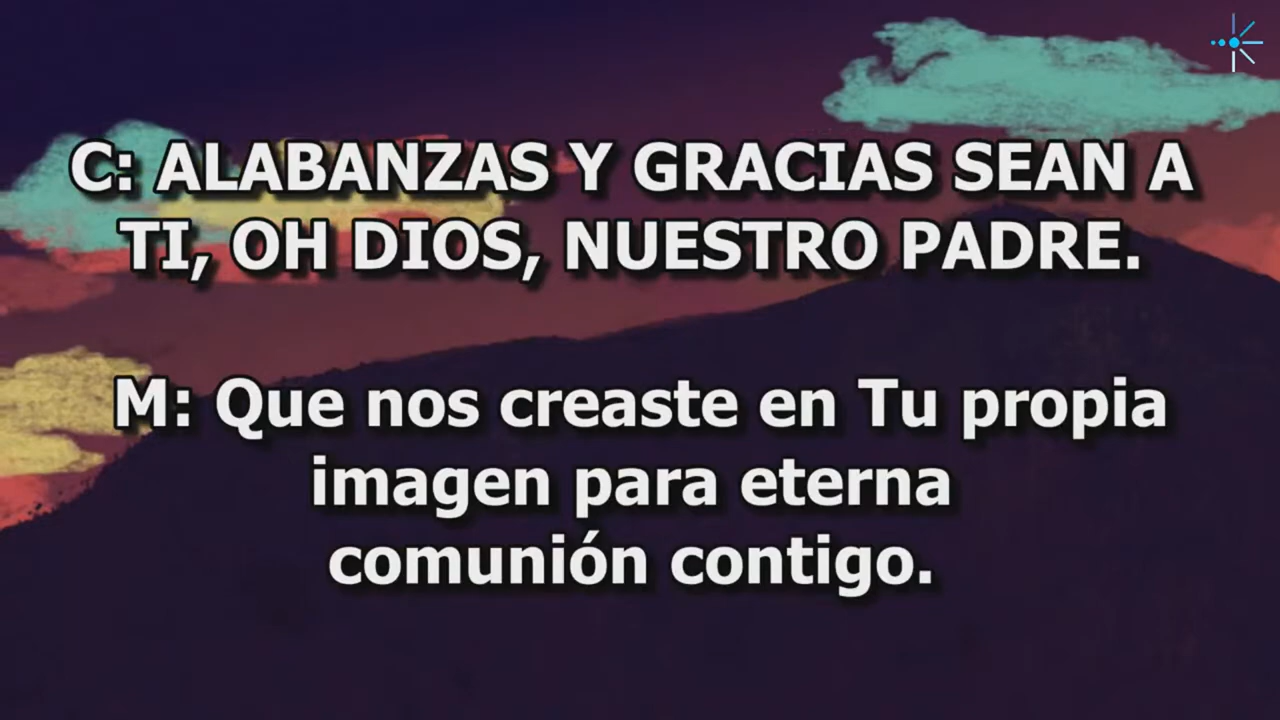 C: ALABANZAS Y GRACIAS SEAN A
TI, OH DIOS, NUESTRO PADRE.
M: Que nos creaste en Tu propia
imagen para eterna
comunión contigo.